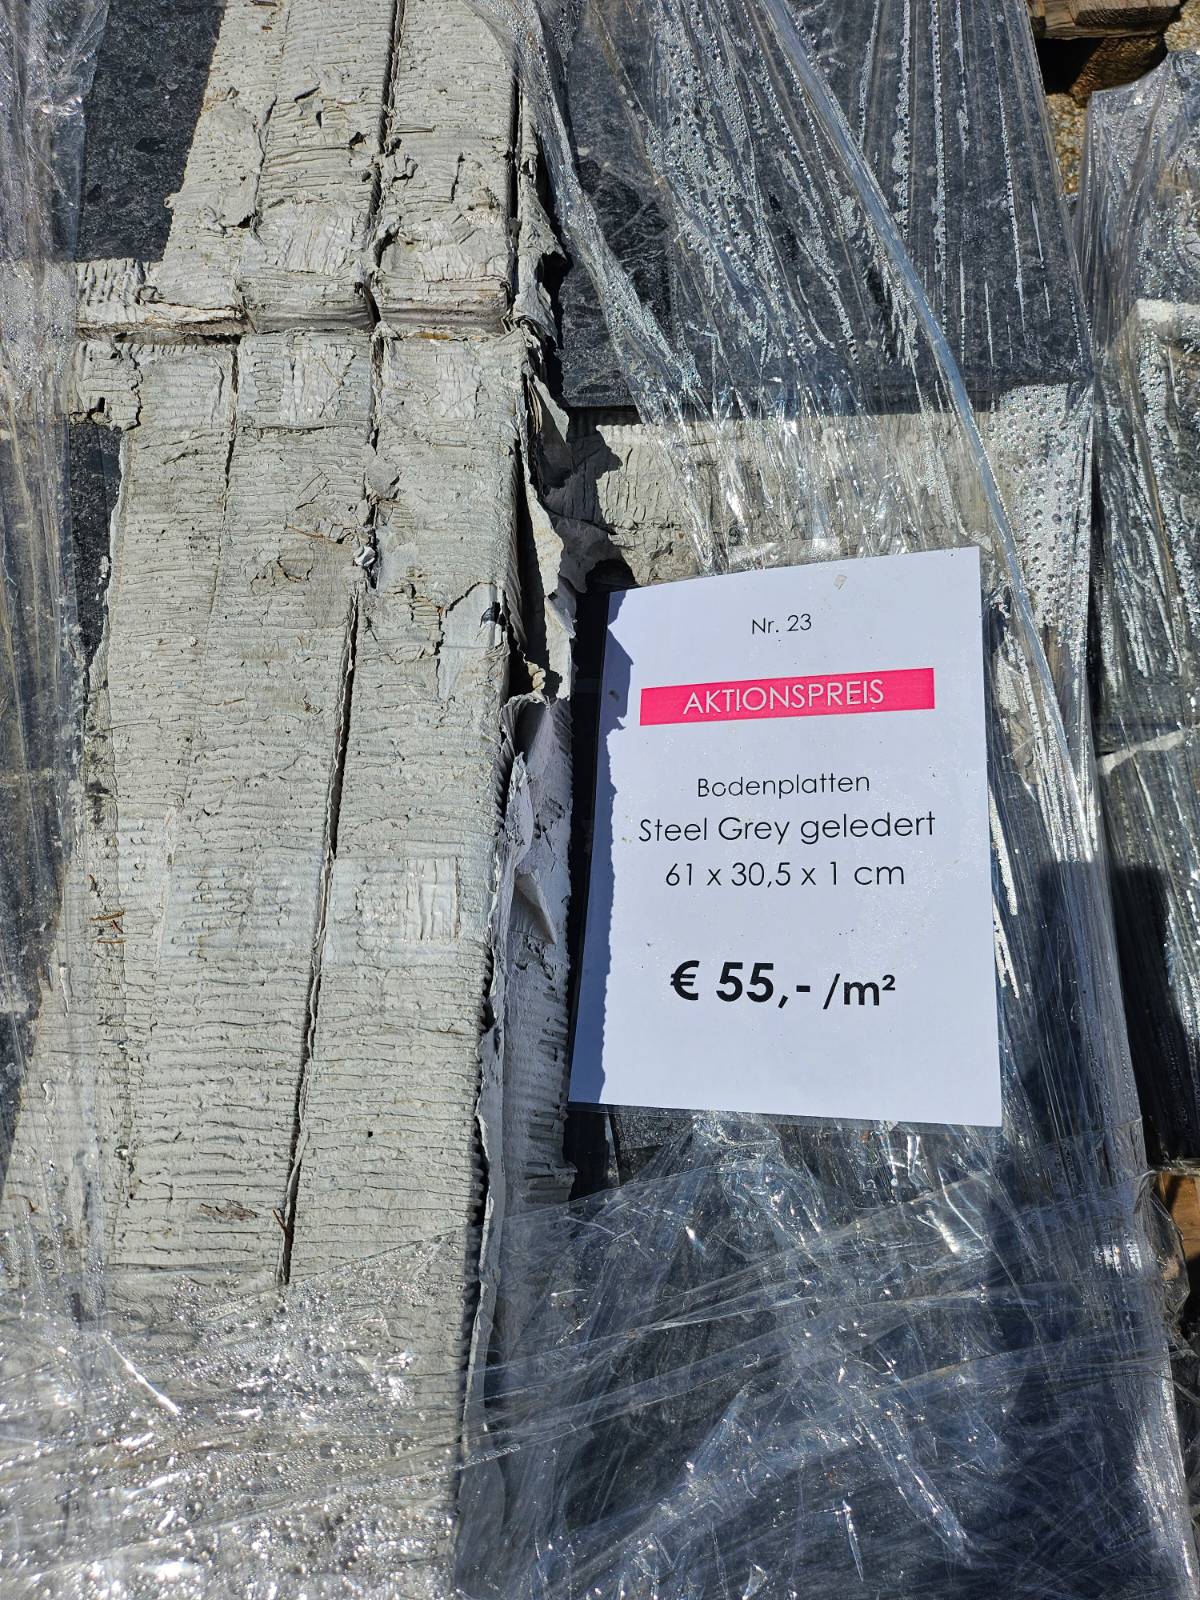 Nr. 23
AKTIONSPREIS
Bodenplatten
Steel Grey geledert
61 x 30,5 x 1 cm
€ 55,- /m²